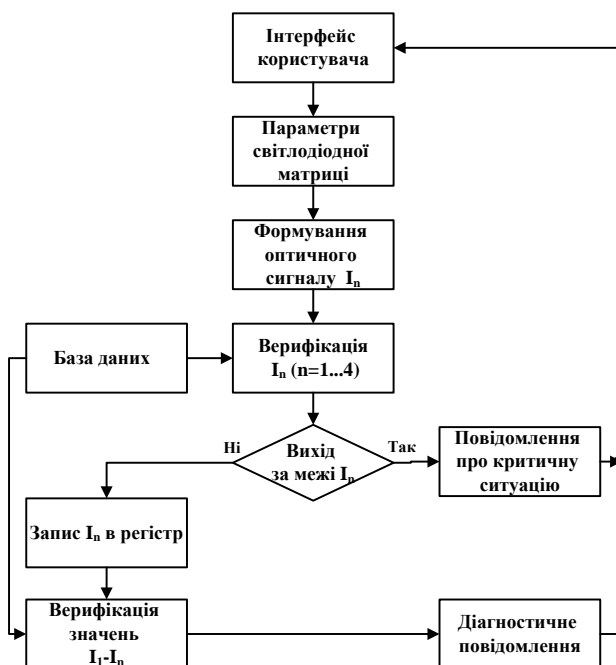 Інтерфейс
користувача
Параметри
світлодіодної
матриці
Формування
оптичного
сигналу Iₙ
База даних
Верифікація
Iₙ (n=1...4)
Ні
Вихід
за межі Iₙ
Так
Повідомлення
про критичну
ситуацію
Запис Iₙ в регістр
Верифікація
значень
I₁-Iₙ
Діагностичне
повідомлення